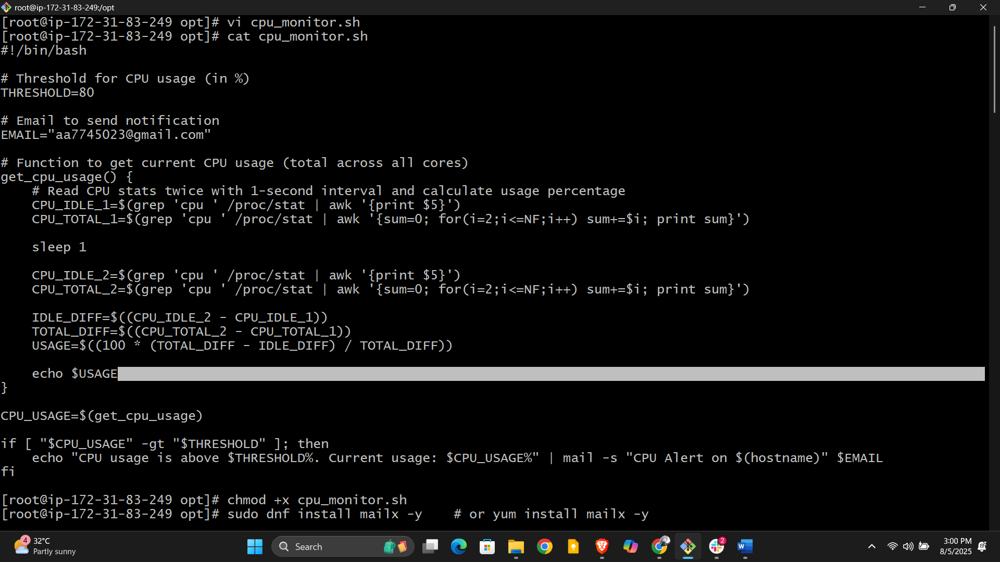 root@ip-172-31-83-249:/opt
[root@ip-172-31-83-249 opt]# vi cpu_monitor.sh
[root@ip-172-31-83-249 opt]# cat cpu_monitor.sh
#!/bin/bash

# Threshold for CPU usage (in %)
THRESHOLD=80

# Email to send notification
EMAIL="aa7745023@gmail.com"

# Function to get current CPU usage (total across all cores)
get_cpu_usage() {
    # Read CPU stats twice with 1-second interval and calculate usage percentage
    CPU_IDLE_1=$(grep 'cpu ' /proc/stat | awk '{print $5}')
    CPU_TOTAL_1=$(grep 'cpu ' /proc/stat | awk '{sum=0; for(i=2;i<=NF;i++) sum+=$i; print sum}')

    sleep 1

    CPU_IDLE_2=$(grep 'cpu ' /proc/stat | awk '{print $5}')
    CPU_TOTAL_2=$(grep 'cpu ' /proc/stat | awk '{sum=0; for(i=2;i<=NF;i++) sum+=$i; print sum}')

    IDLE_DIFF=$((CPU_IDLE_2 - CPU_IDLE_1))
    TOTAL_DIFF=$((CPU_TOTAL_2 - CPU_TOTAL_1))
    USAGE=$((100 * (TOTAL_DIFF - IDLE_DIFF) / TOTAL_DIFF))

    echo $USAGE
}

CPU_USAGE=$(get_cpu_usage)

if [ "$CPU_USAGE" -gt "$THRESHOLD" ]; then
    echo "CPU usage is above $THRESHOLD%. Current usage: $CPU_USAGE%" | mail -s "CPU Alert on $(hostname)" $EMAIL
fi

[root@ip-172-31-83-249 opt]# chmod +x cpu_monitor.sh
[root@ip-172-31-83-249 opt]# sudo dnf install mailx -y    # or yum install mailx -y
4
32°C
Partly sunny
Search
2
W
3:00 PM
8/5/2025